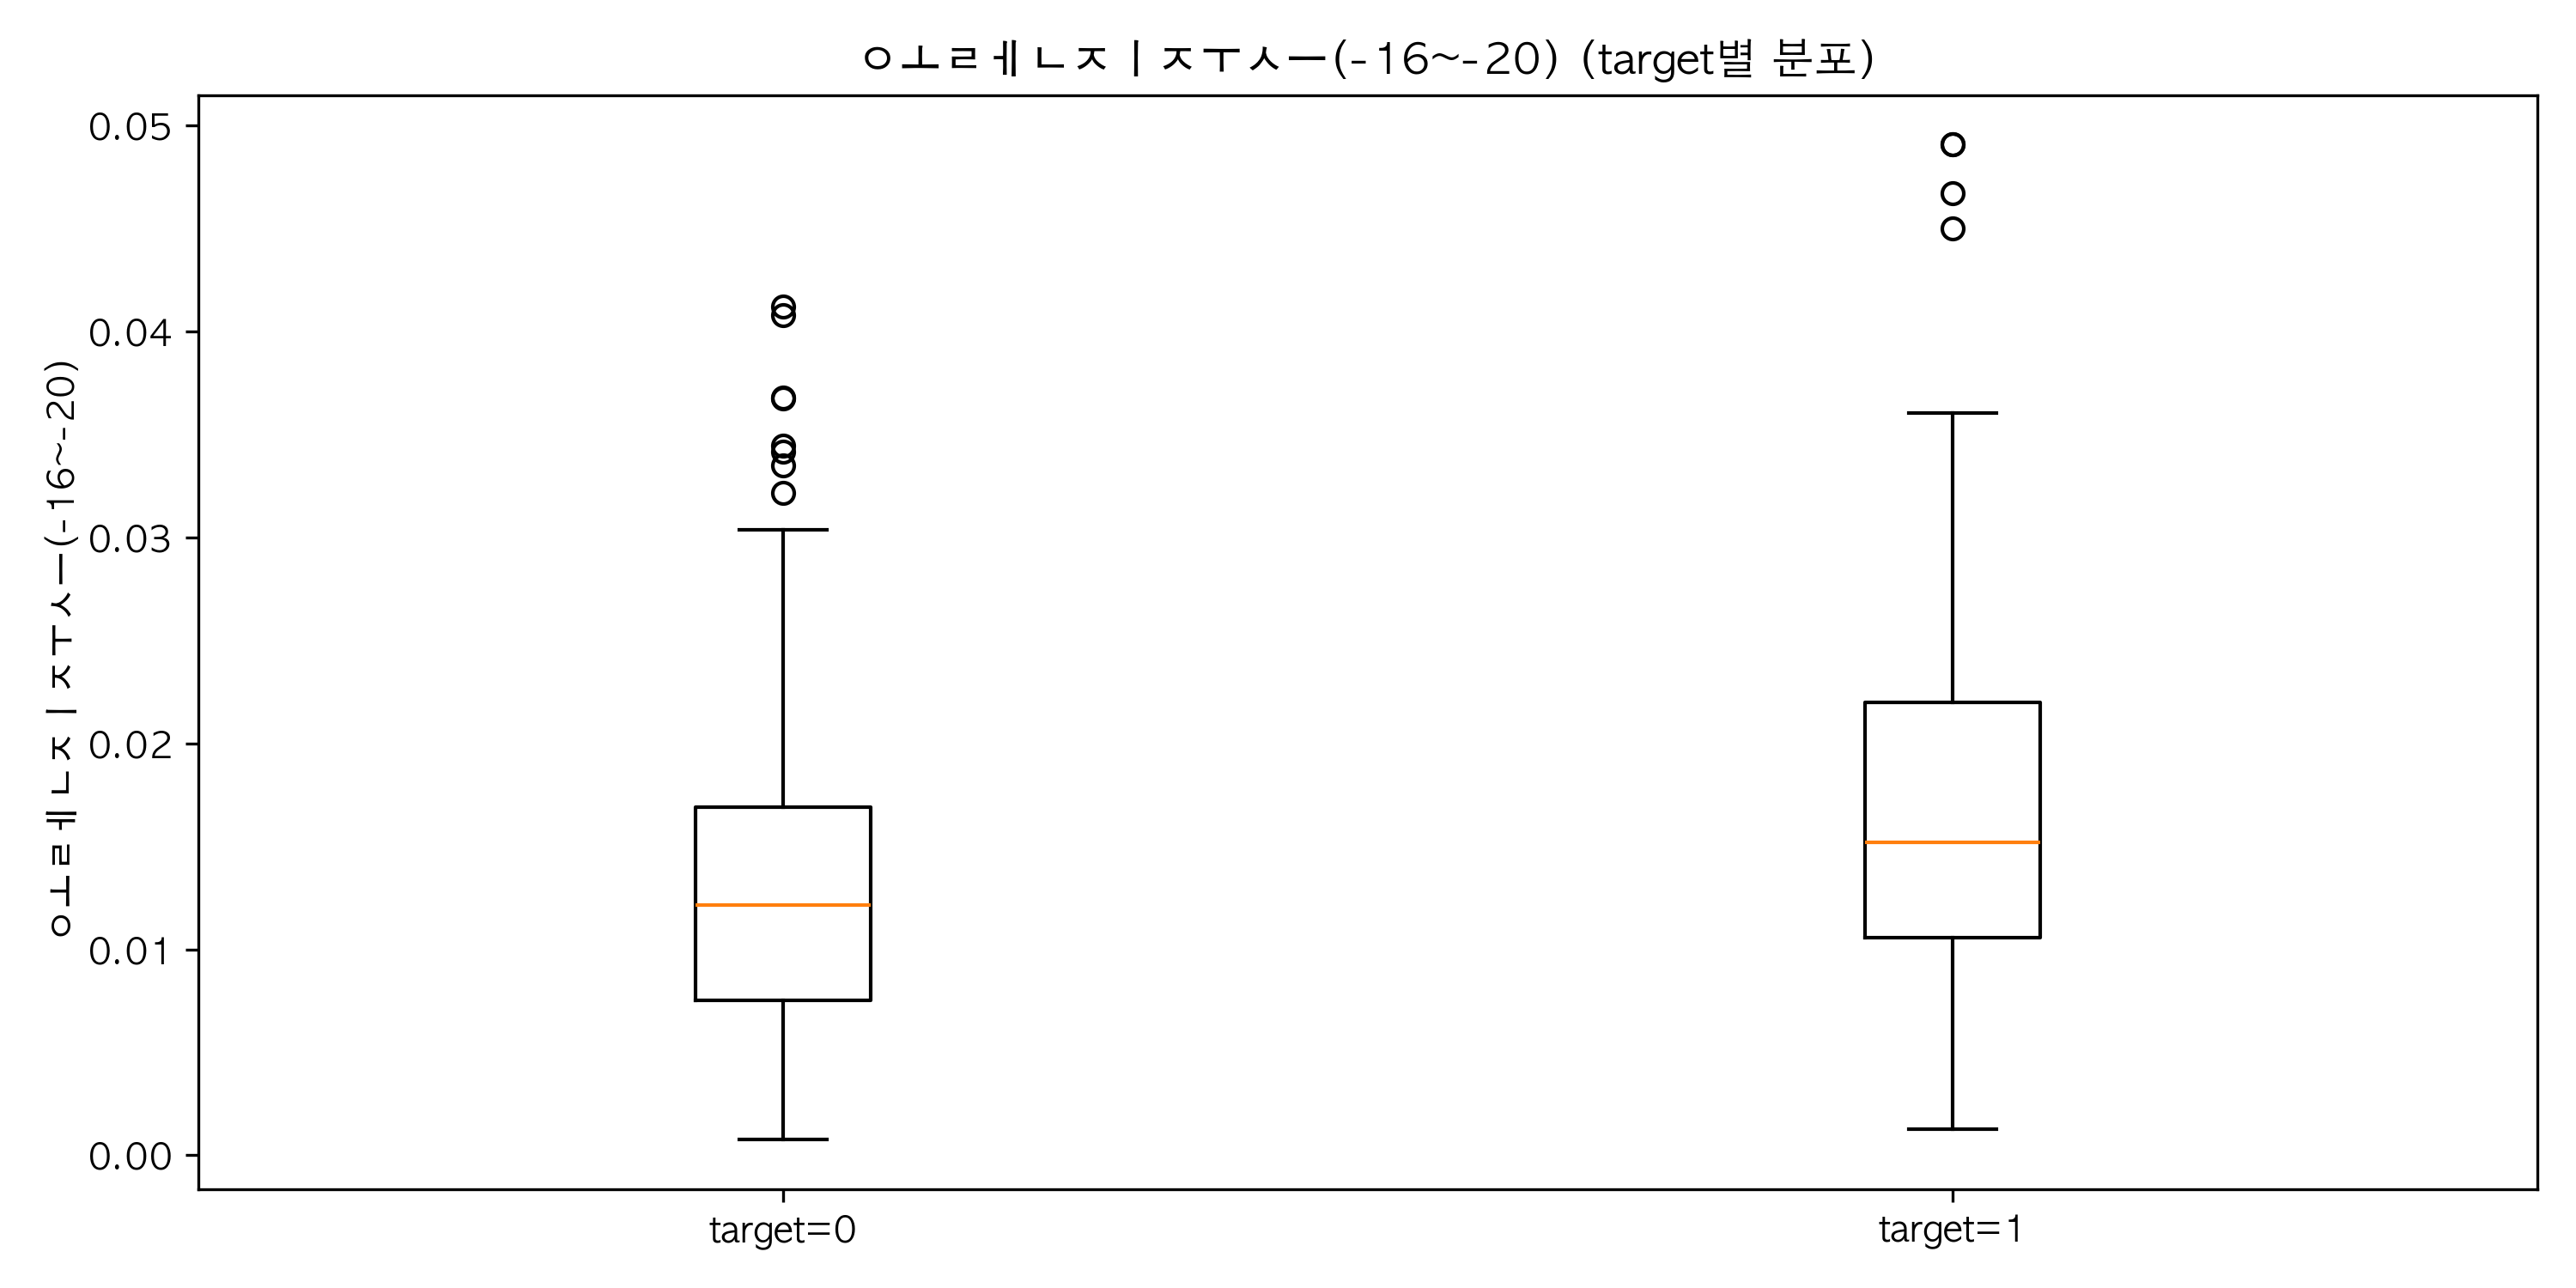 ㅇㅗㄹㅔㄴㅈㅣㅈㅜㅅㅡ(-16~-20) (target별 분포)
ㅇㅗㄹㅔㄴㅈㅣㅈㅜㅅㅡ(-16~-20)
0.05
0.04
0.03
0.02
0.01
0.00
target=0
target=1